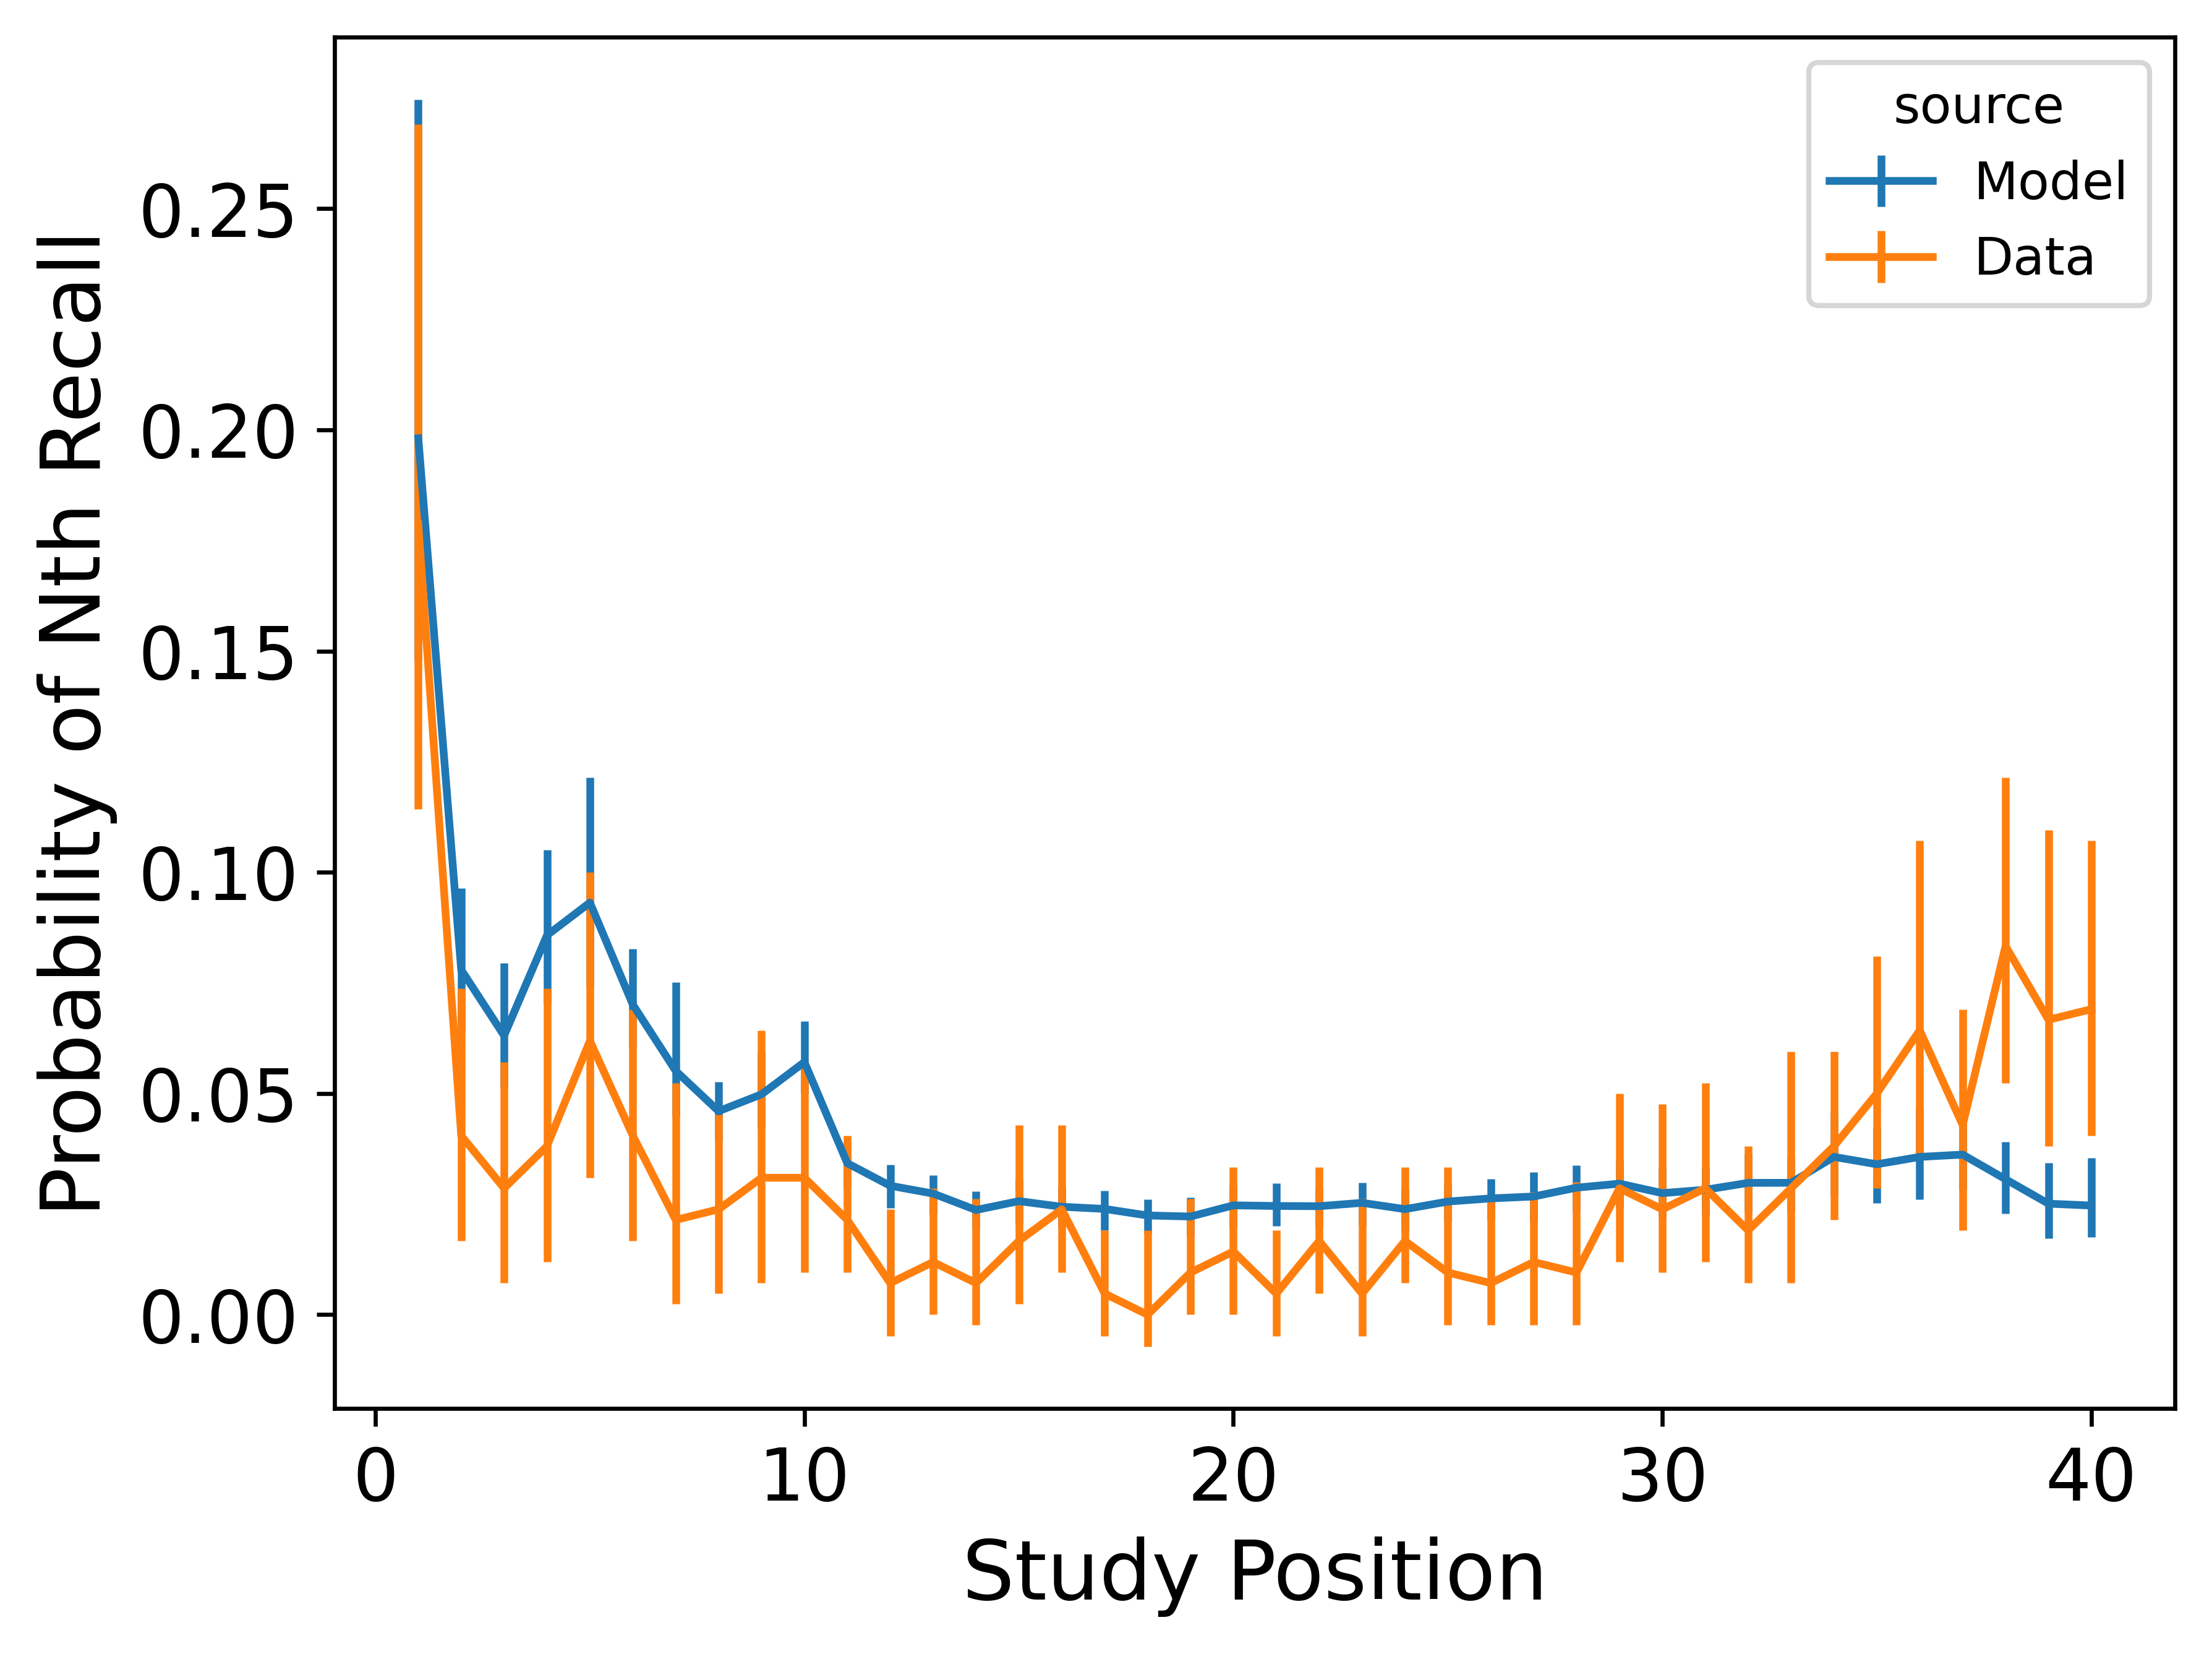 source
Model
Data
Probability of Nth Recall
0.25
0.20
0.15
0.10
0.05
0.00
0 10 20 30 40
Study Position